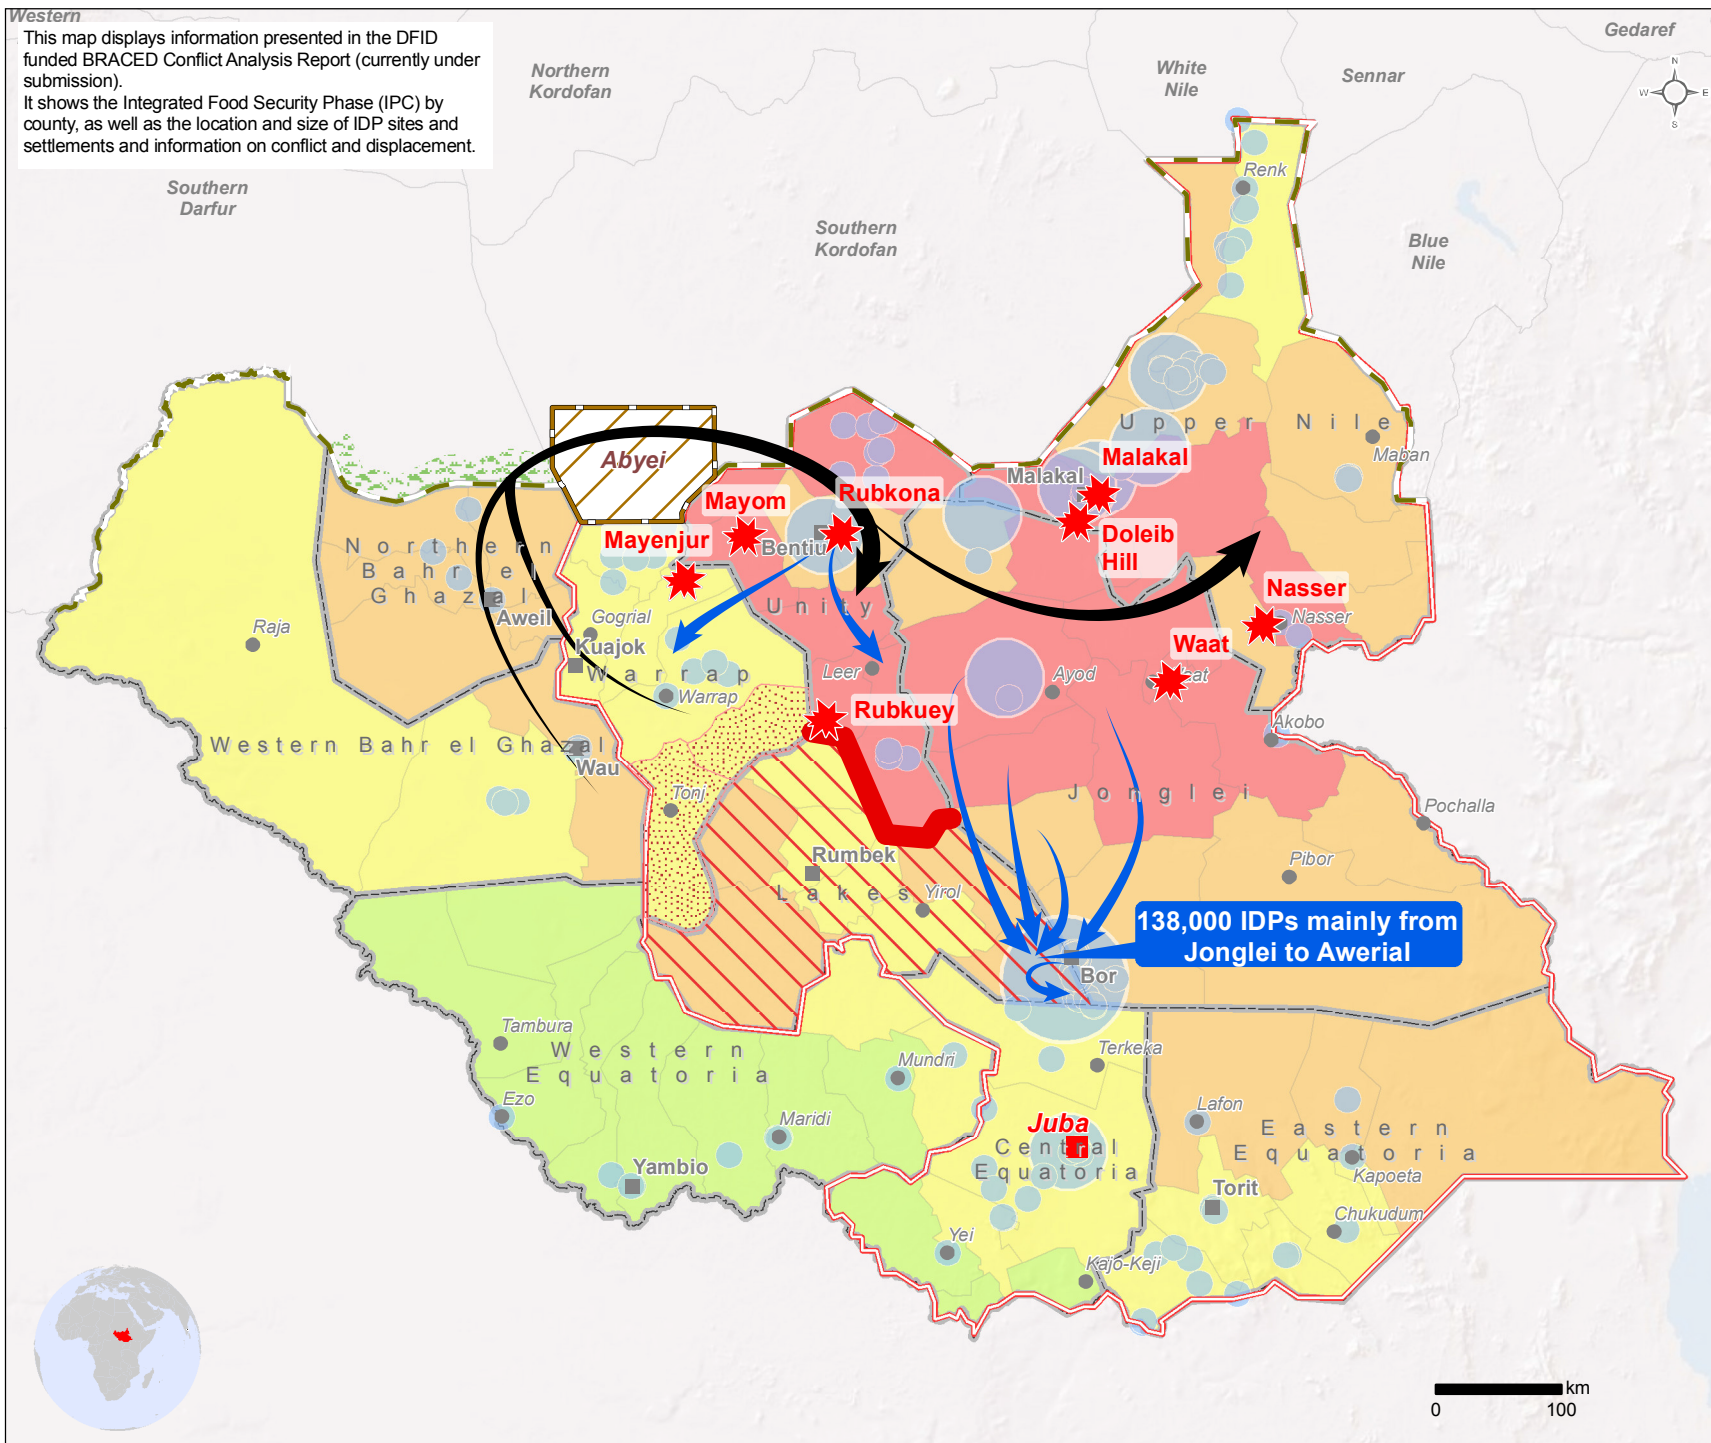 Western
This map displays information presented in the DFID
funded BRACED Conflict Analysis Report (currently under
submission).
It shows the Integrated Food Security Phase (IPC) by
county, as well as the location and size of IDP sites and
settlements and information on conflict and displacement.
Gedaref
Northern
Kordofan
White
Nile
Sennar
N
W
E
S
Southern
Darfur
Southern
Kordofan
Blue
Nile
Renk
Upper Nile
Maban
Abyei
Malakal
Malakal
Mayom
Rubkona
Mayenjur
Bentiu
Doleib
Hill
Northern
Bahr el
Ghazal
Aweil
Unity
Nasser
Nasser
Gogrial
Kuajok
Warrap
Warrap
Raja
Leer
Ayod
Waat
Rubkuey
Akobo
Western Bahr el Ghazal
Wau
Tonj
Jonglei
Pochalla
Rumbek
Lakes
Yirol
Pibor
138,000 IDPs mainly from
Jonglei to Awerial
Bor
Tambura
Western
Equatoria
Mundri
Terkeka
Ezo
Maridi
Juba
Central
Equatoria
Lafon
Eastern
Equatoria
Kapoeta
Yambio
Torit
Chukudum
Yei
Kajo-Keji
km
0 100